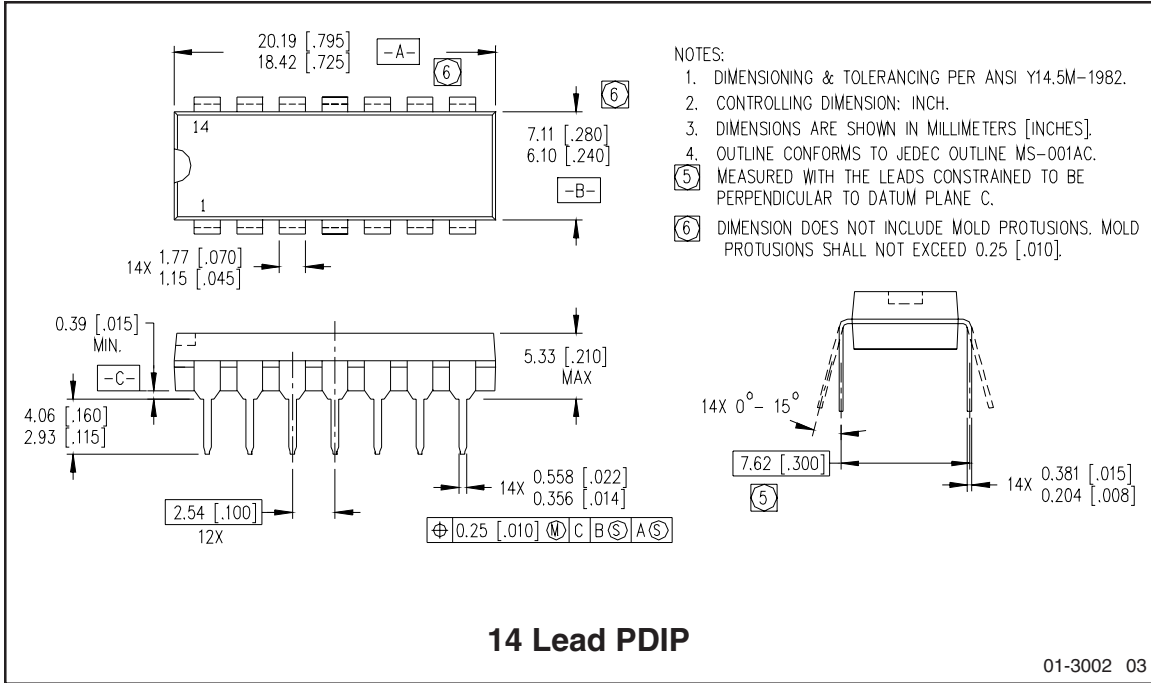 20.19 [.795]
18.42 [.725]
-A-
6
6
14
1
7.11 [.280]
6.10 [.240]
-B-
14X 1.77 [.070]
1.15 [.045]
NOTES:
1. DIMENSIONING & TOLERANCING PER ANSI Y14.5M-1982.
2. CONTROLLING DIMENSION: INCH.
3. DIMENSIONS ARE SHOWN IN MILLIMETERS [INCHES].
4. OUTLINE CONFORMS TO JEDEC OUTLINE MS-001AC.
5 MEASURED WITH THE LEADS CONSTRAINED TO BE
PERPENDICULAR TO DATUM PLANE C.
6 DIMENSION DOES NOT INCLUDE MOLD PROTUSIONS. MOLD
PROTUSIONS SHALL NOT EXCEED 0.25 [.010].
0.39 [.015]
MIN.
-C-
4.06 [.160]
2.93 [.115]
5.33 [.210]
MAX
2.54 [.100]
12X
14X 0.558 [.022]
0.356 [.014]
⌖ 0.25 [.010] Ⓜ C B Ⓢ A Ⓢ
14X 0°- 15°
7.62 [.300]
5
14X 0.381 [.015]
0.204 [.008]
14 Lead PDIP
01-3002 03